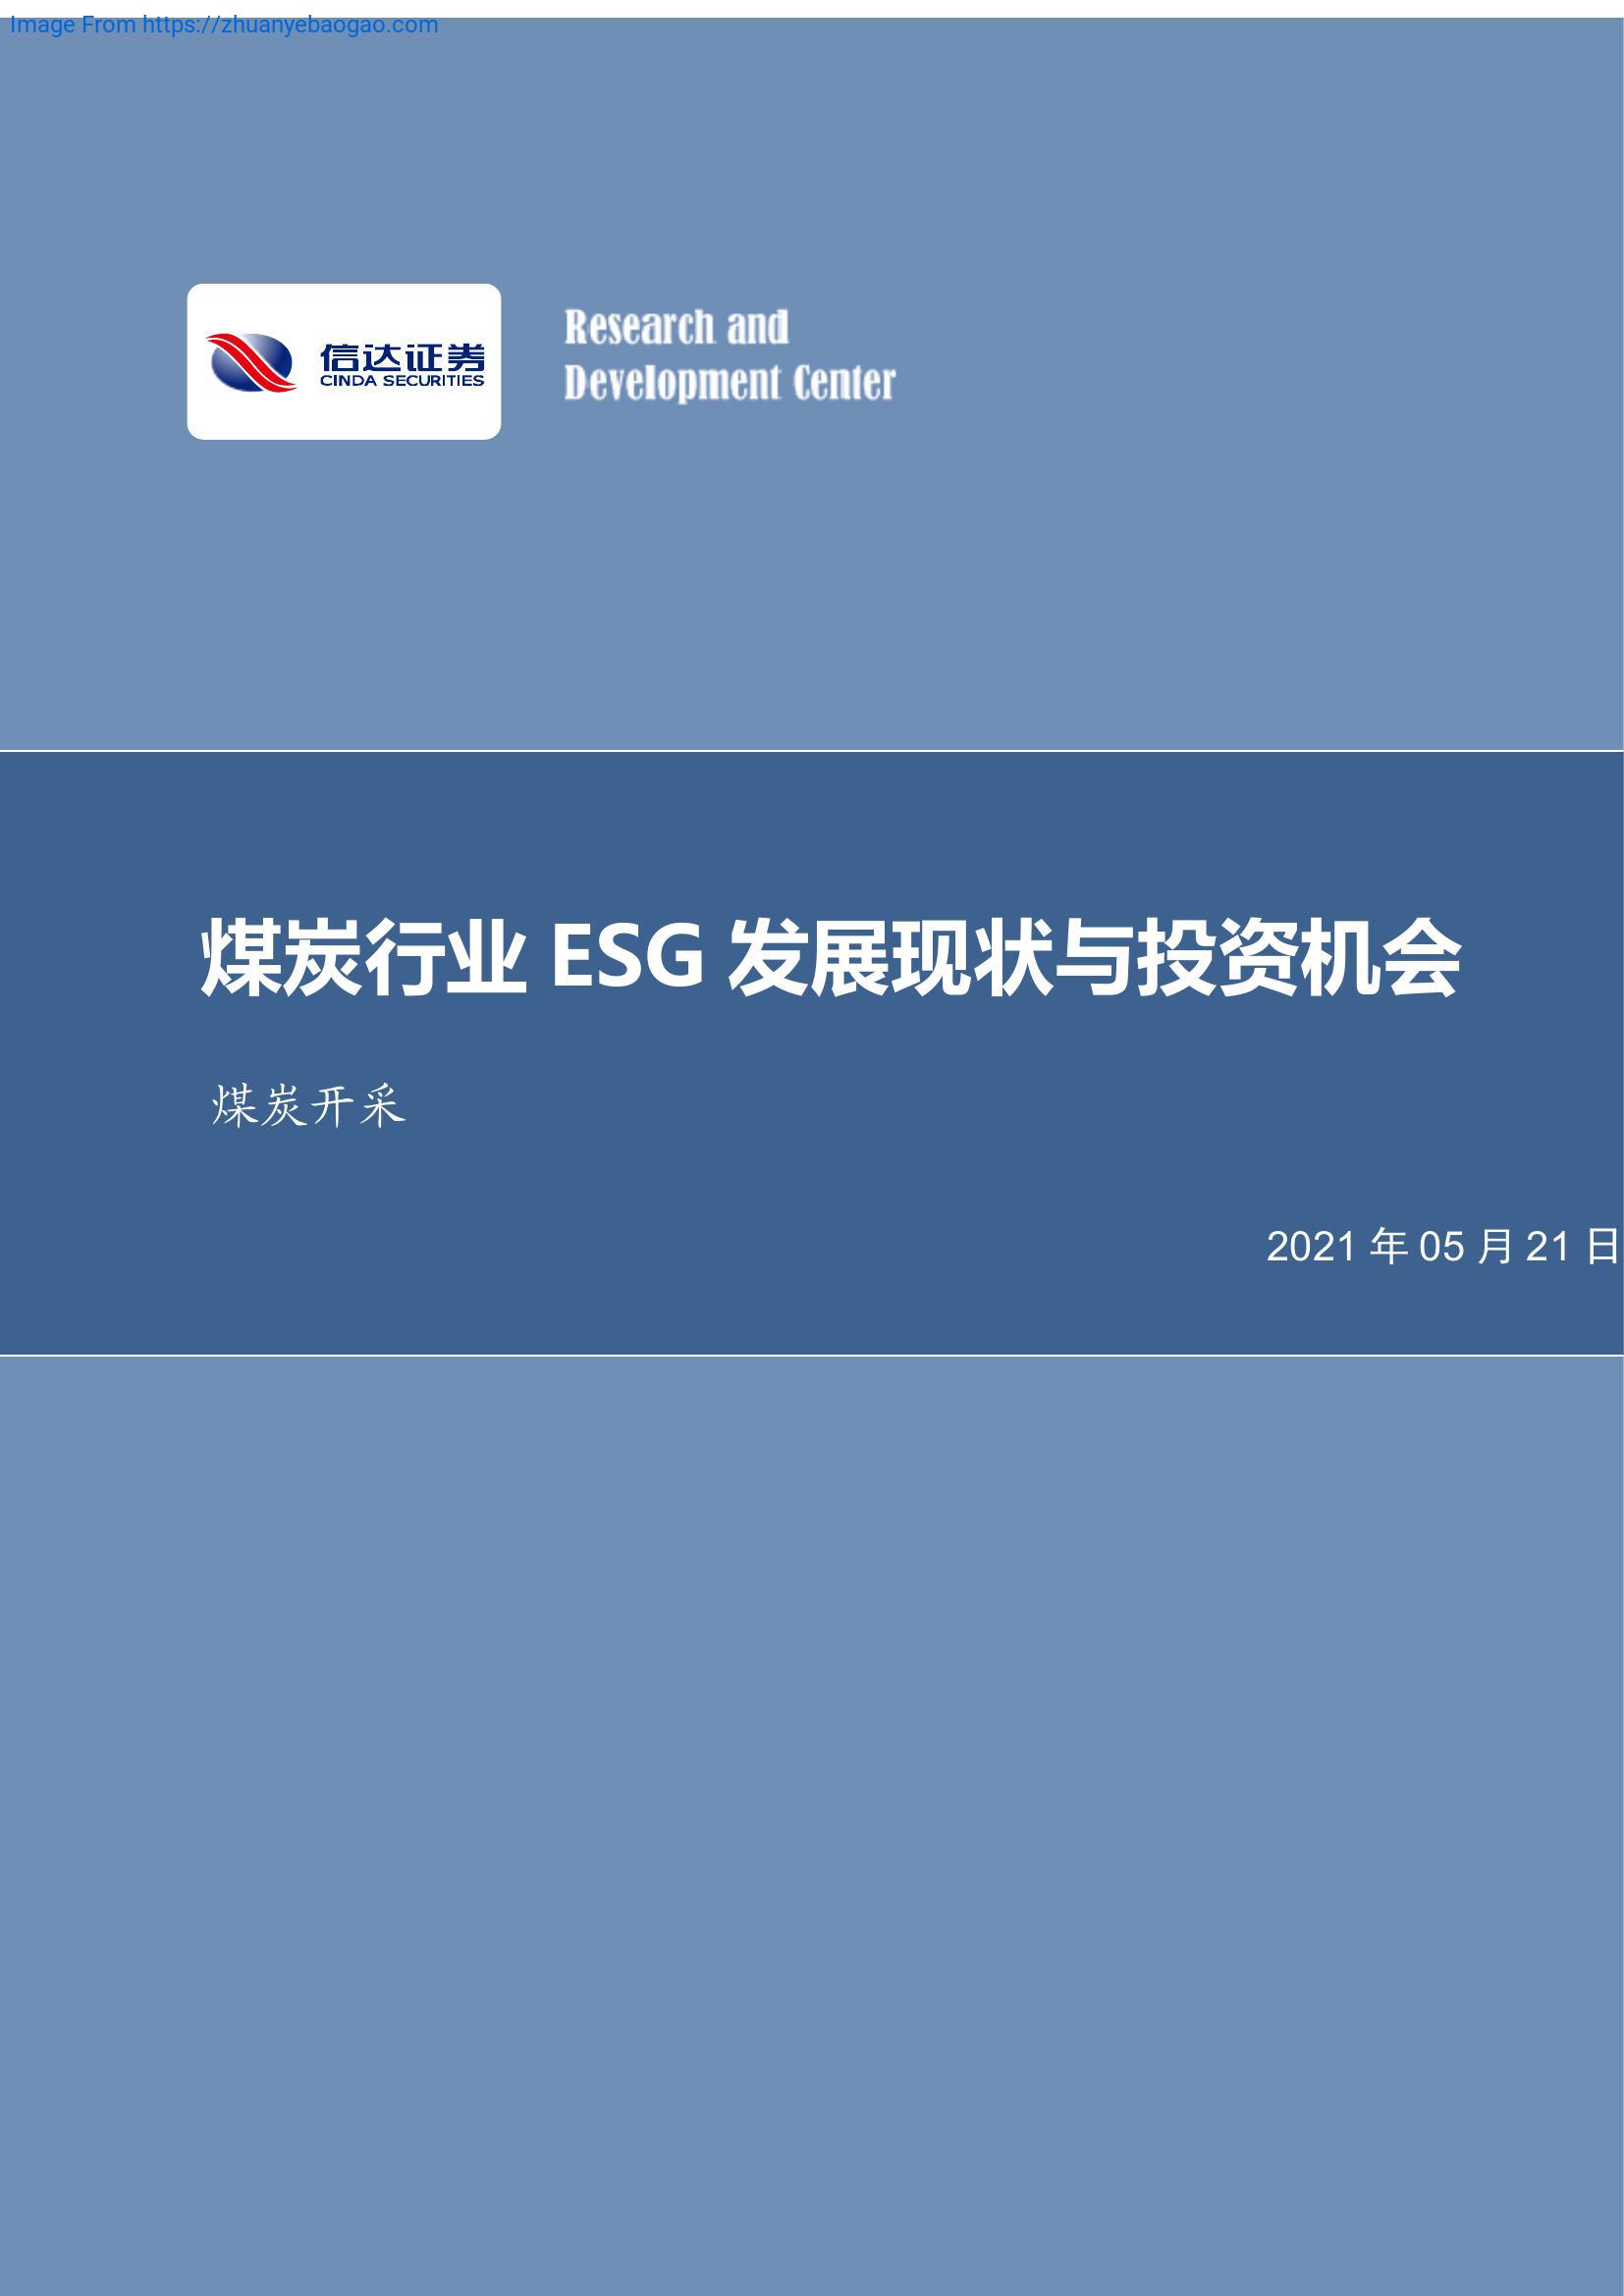 Image From https://zhuanyebaogao.com
信达证券
CINDA SECURITIES
Research and
Development Center
煤炭行业 ESG 发展现状与投资机会
煤炭开采
2021 年 05 月 21 日